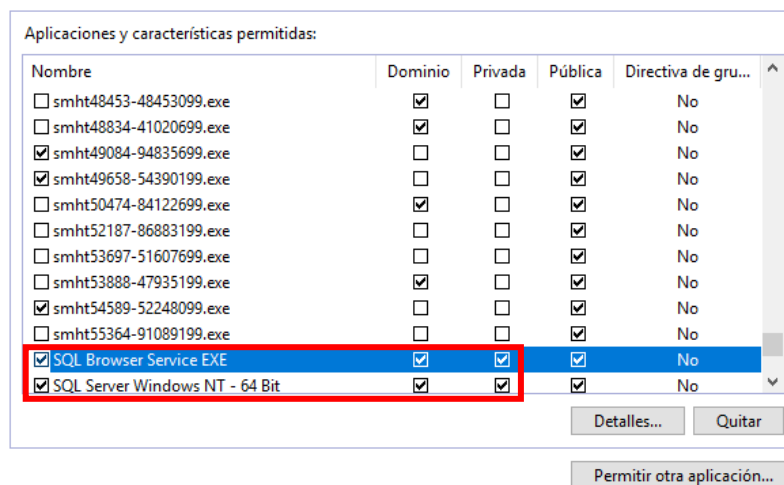 Aplicaciones y características permitidas:
Nombre Dominio Privada Pública Directiva de gru...
smht48453-48453099.exe No
smht48834-41020699.exe No
smht49084-94835699.exe No
smht49658-54390199.exe No
smht50474-84122699.exe No
smht52187-86883199.exe No
smht53697-51607699.exe No
smht53888-47935199.exe No
smht54589-52248099.exe No
smht55364-91089199.exe No
SQL Browser Service EXE No
SQL Server Windows NT - 64 Bit No
Detalles... Quitar
Permitir otra aplicación...